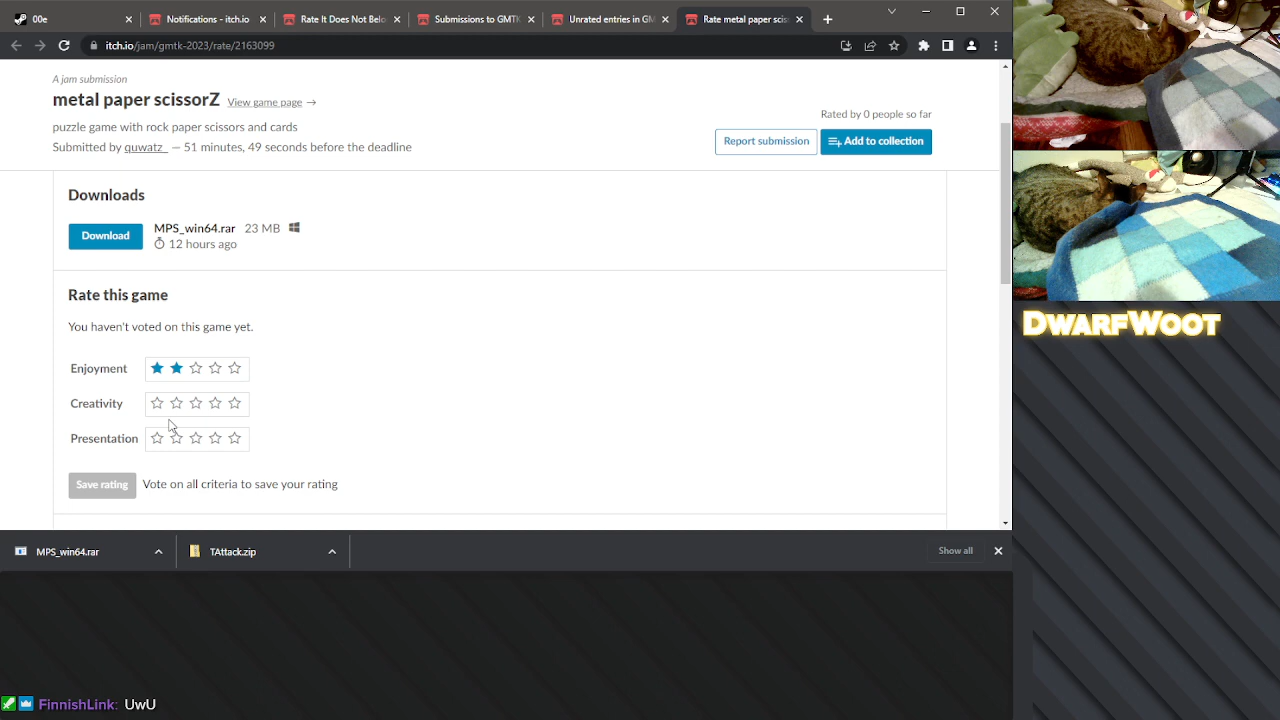 00e
Notifications - itch.io
Rate It Does Not Belo
Submissions to GMTK
Unrated entries in GM
Rate metal paper scis
itch.io/jam/gmtk-2023/rate/2163099
A jam submission
metal paper scissorZ View game page →
puzzle game with rock paper scissors and cards
Submitted by quwatz_ — 51 minutes, 49 seconds before the deadline
Rated by 0 people so far
Report submission
Add to collection
Downloads
Download MPS_win64.rar 23 MB
12 hours ago
Rate this game
You haven't voted on this game yet.
Enjoyment
Creativity
Presentation
Save rating Vote on all criteria to save your rating
MPS_win64.rar
TAttack.zip
Show all
DwarfWoot
FinnishLink: UwU